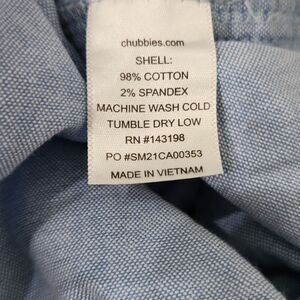 chubbies.com
SHELL:
98% COTTON
2% SPANDEX
MACHINE WASH COLD
TUMBLE DRY LOW
RN #143198
PO #SM21CA00353
MADE IN VIETNAM